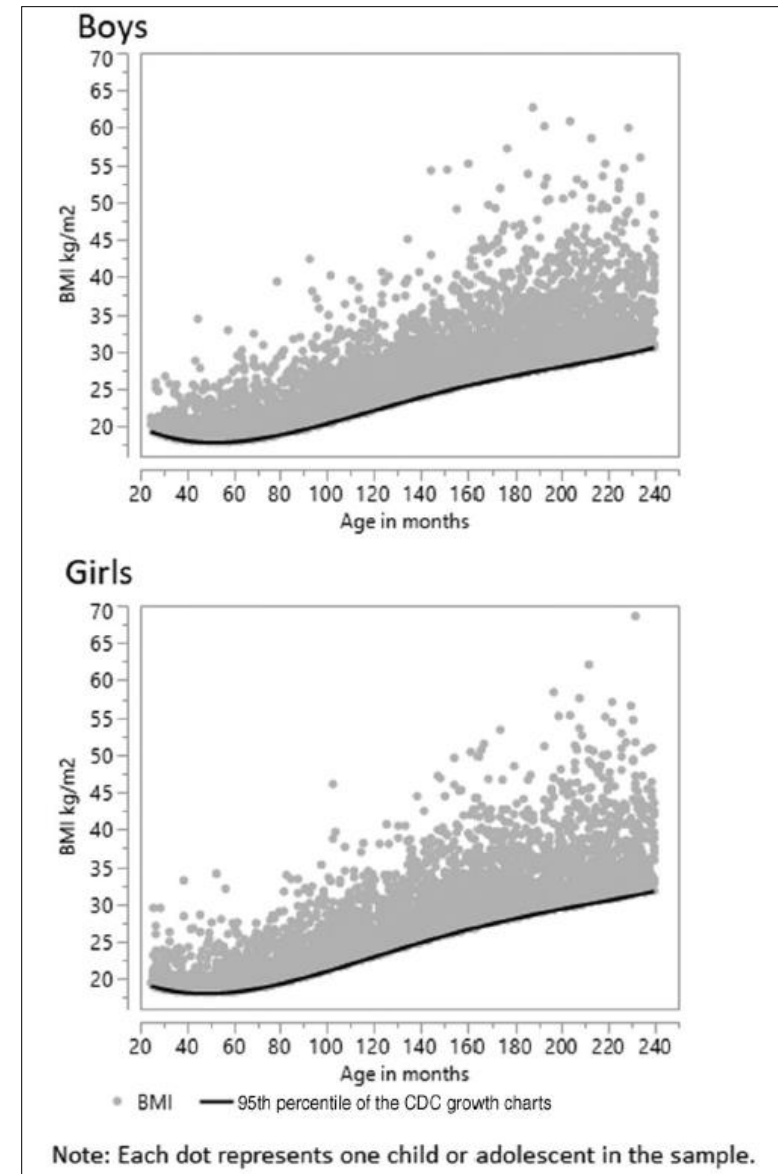 Boys
70
65
60
55
50
45
40
35
30
25
20
BMI kg/m2
20 40 60 80 100 120 140 160 180 200 220 240
Age in months
Girls
70
65
60
55
50
45
40
35
30
25
20
BMI kg/m2
20 40 60 80 100 120 140 160 180 200 220 240
Age in months
BMI 95th percentile of the CDC growth charts
Note: Each dot represents one child or adolescent in the sample.